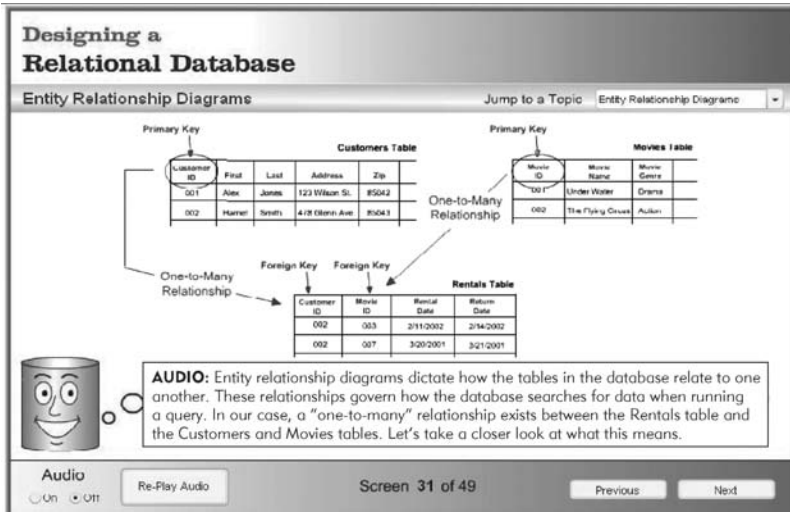 Designing a
Relational Database
Entity Relationship Diagrams
Jump to a Topic
Entity Relationship Diagrams
Primary Key
Customers Table
Customer ID First Last Address Zip
001 Alex Jones 123 Wilson St. 85042
002 Smith 478 Glenn Ave 85043
Primary Key
Movies Table
Movie ID Movie Name Movie Genre
001 Under Water Drama
002 The Flying Circus Action
One-to-Many
Relationship
One-to-Many
Relationship
Foreign Key
Foreign Key
Rentals Table
Customer ID Movie ID Rental Date Return Date
002 003 2/11/2002 2/14/2002
002 007 3/20/2001 3/21/2001
AUDIO: Entity relationship diagrams dictate how the tables in the database relate to one
another. These relationships govern how the database searches for data when running
a query. In our case, a “one-to-many” relationship exists between the Rentals table and
the Customers and Movies tables. Let’s take a closer look at what this means.
Audio
On Off
Re-Play Audio
Screen 31 of 49
Previous
Next